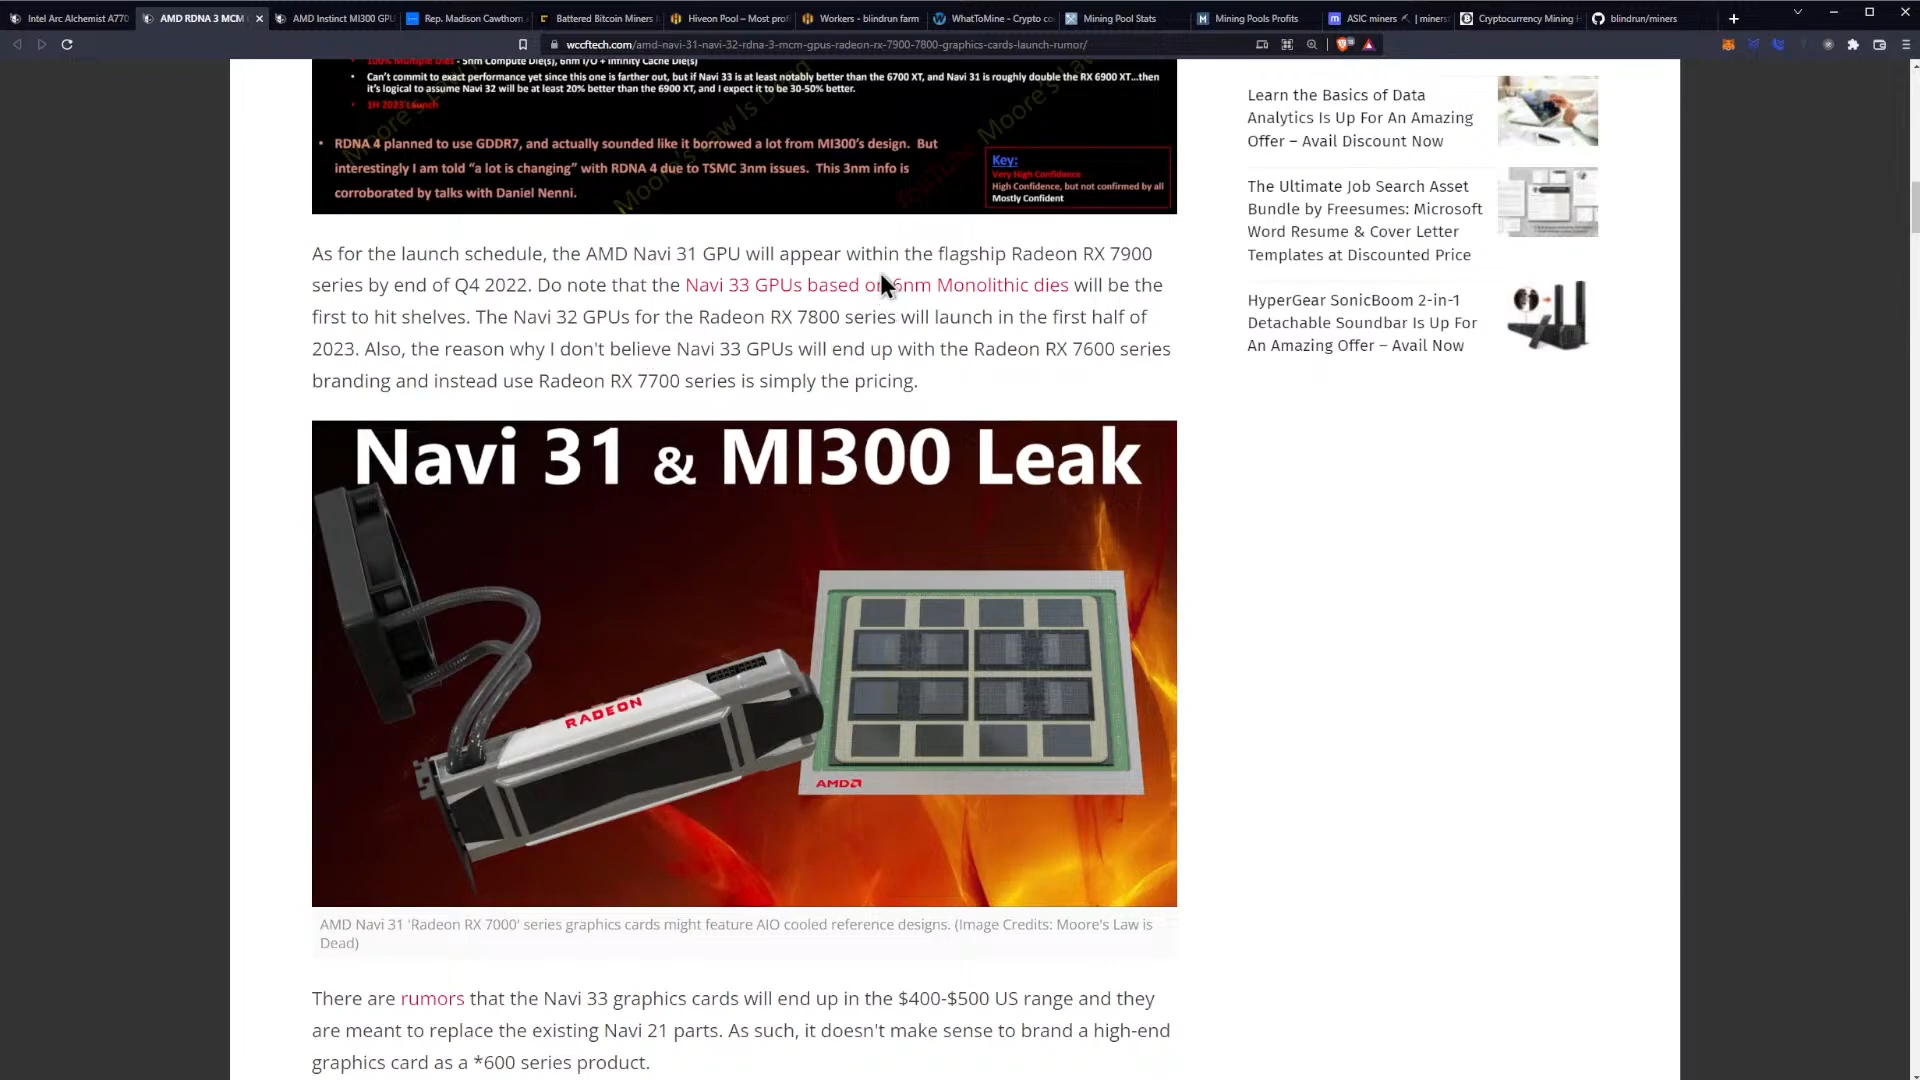 Intel Arc Alchemist A770
AMD RDNA 3 MCM
AMD Instinct MI300 GPU
Rep. Madison Cawthorn
Battered Bitcoin Miners
Hiveon Pool – Most prof
Workers - blindrun farm
WhatToMine - Crypto co
Mining Pool Stats
Mining Pools Profits
ASIC miners | miners
Cryptocurrency Mining H
blindrun/miners
wccftech.com/amd-navi-31-navi-32-rdna-3-mcm-gpus-radeon-rx-7900-7800-graphics-cards-launch-rumor/
100% Multiple Dies - 5nm Compute Die(s), 6nm I/O + Infinity Cache Die(s)
• Can't commit to exact performance yet since this one is farther out, but if Navi 33 is at least notably better than the 6700 XT, and Navi 31 is roughly double the RX 6900 XT...then
it's logical to assume Navi 32 will be at least 20% better than the 6900 XT, and I expect it to be 30-50% better.
• 1H 2023 Launch
• RDNA 4 planned to use GDDR7, and actually sounded like it borrowed a lot from MI300's design. But
interestingly I am told “a lot is changing” with RDNA 4 due to TSMC 3nm issues. This 3nm info is
corroborated by talks with Daniel Nenni.
Key:
Very High Confidence
High Confidence, but not confirmed by all
Mostly Confident
Moore's Law Is Dead
As for the launch schedule, the AMD Navi 31 GPU will appear within the flagship Radeon RX 7900
series by end of Q4 2022. Do note that the Navi 33 GPUs based on 6nm Monolithic dies will be the
first to hit shelves. The Navi 32 GPUs for the Radeon RX 7800 series will launch in the first half of
2023. Also, the reason why I don't believe Navi 33 GPUs will end up with the Radeon RX 7600 series
branding and instead use Radeon RX 7700 series is simply the pricing.
Navi 31 & MI300 Leak
RADEON
AMD
AMD Navi 31 'Radeon RX 7000' series graphics cards might feature AIO cooled reference designs. (Image Credits: Moore's Law is
Dead)
There are rumors that the Navi 33 graphics cards will end up in the $400-$500 US range and they
are meant to replace the existing Navi 21 parts. As such, it doesn't make sense to brand a high-end
graphics card as a *600 series product.
Learn the Basics of Data
Analytics Is Up For An Amazing
Offer – Avail Discount Now
The Ultimate Job Search Asset
Bundle by Freesumes: Microsoft
Word Resume & Cover Letter
Templates at Discounted Price
HyperGear SonicBoom 2-in-1
Detachable Soundbar Is Up For
An Amazing Offer – Avail Now